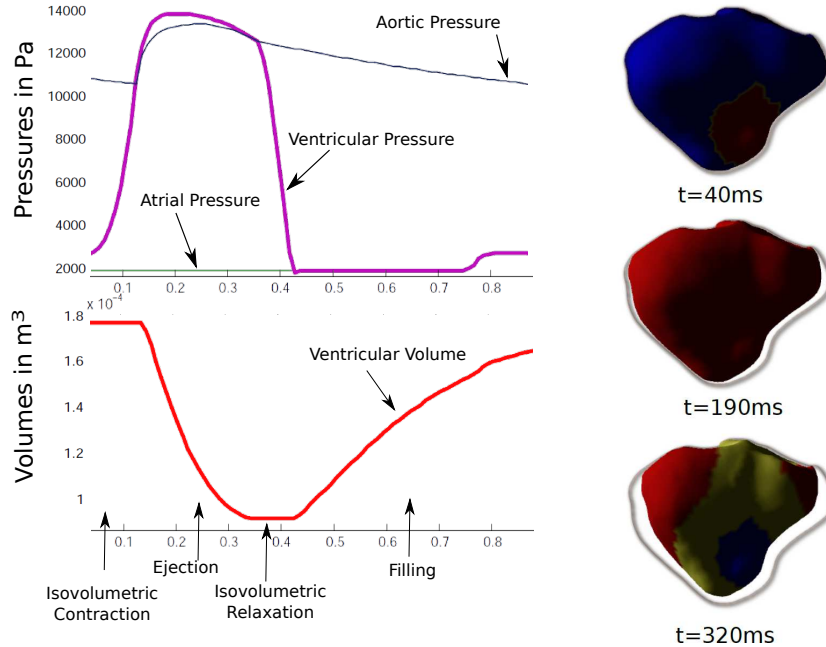 14000
12000
10000
8000
6000
4000
2000
Pressures in Pa
Aortic Pressure
Ventricular Pressure
Atrial Pressure
0.1 0.2 0.3 0.4 0.5 0.6 0.7 0.8
x 10⁻⁴
1.8
1.6
1.4
1.2
1
Volumes in m³
Ventricular Volume
0.1 0.2 0.3 0.4 0.5 0.6 0.7 0.8
Isovolumetric
Contraction
Ejection
Isovolumetric
Relaxation
Filling
t=40ms
t=190ms
t=320ms